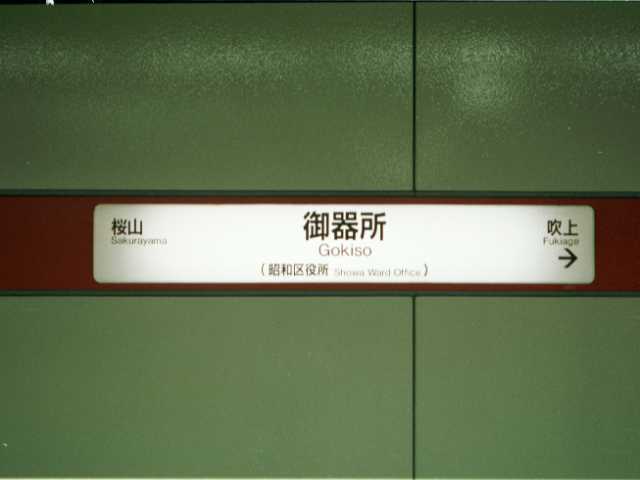 桜山
Sakurayama
御器所
Gokiso
(昭和区役所 Showa Ward Office)
吹上
Fukiage
→